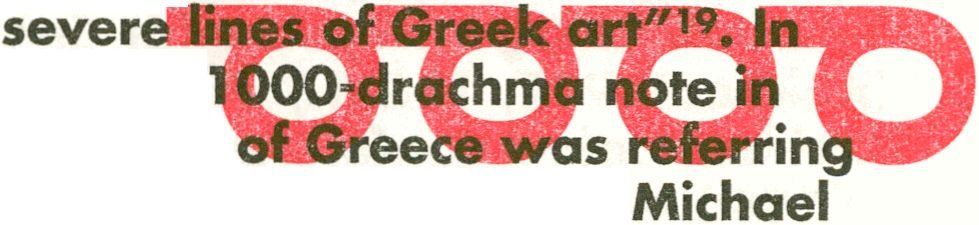 severe lines of Greek art”¹⁹. In
1000-drachma note in
of Greece was referring
Michael